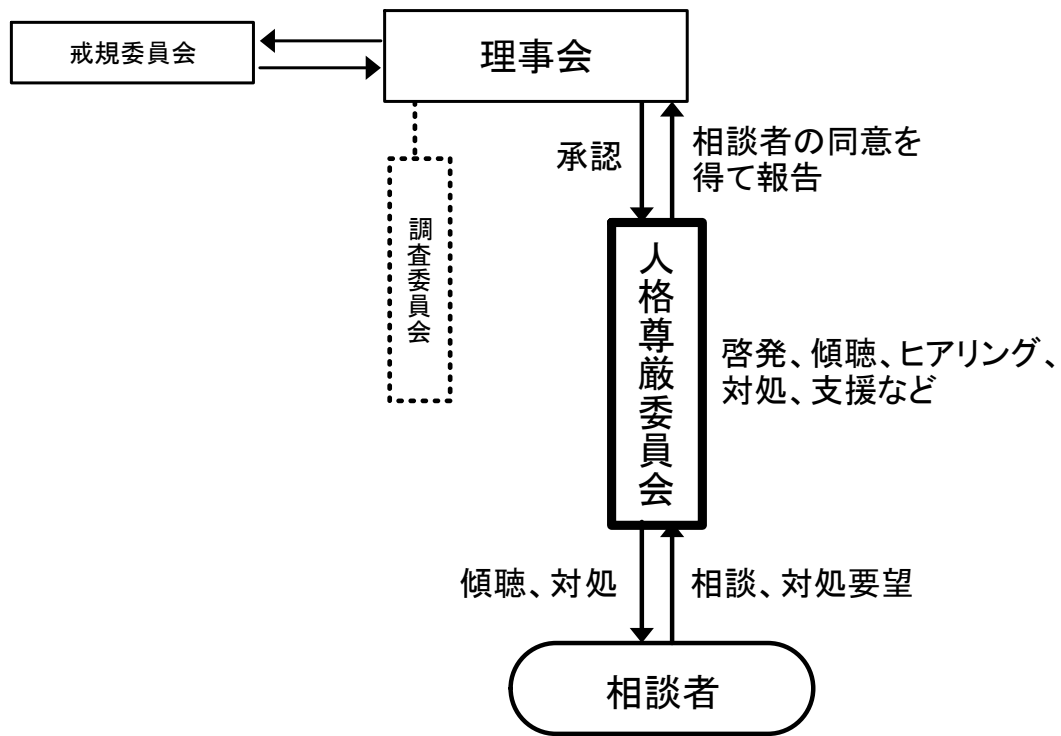 戒規委員会
理事会
承認
相談者の同意を
得て報告
調査委員会
人格尊厳委員会
啓発、傾聴、ヒアリング、
対処、支援など
傾聴、対処
相談、対処要望
相談者